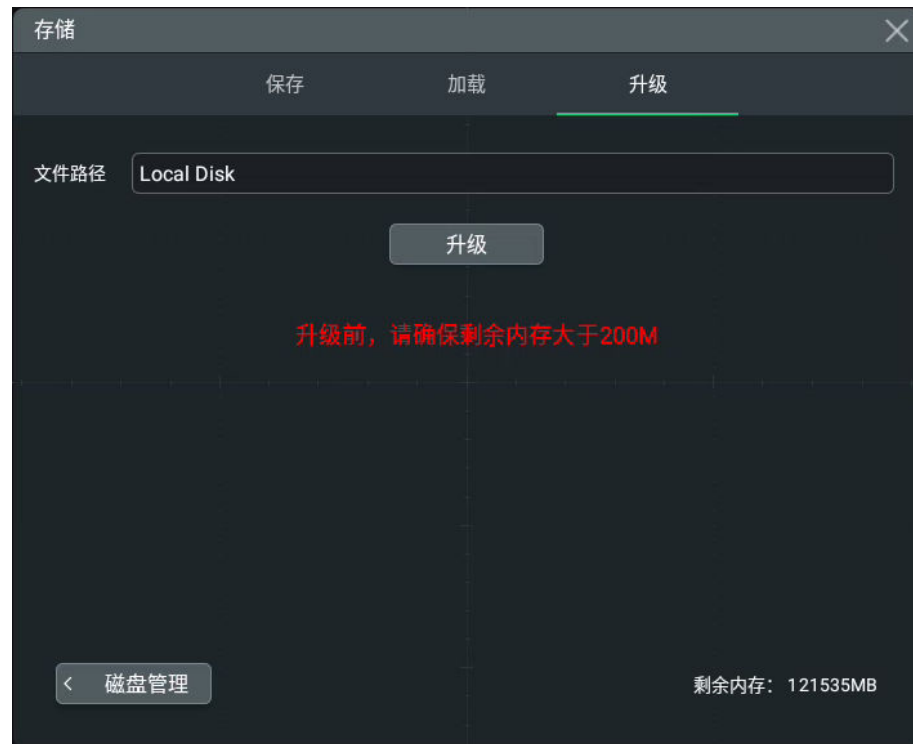 存储
保存 加载 升级
文件路径 Local Disk
升级
升级前，请确保剩余内存大于200M
磁盘管理 剩余内存： 121535MB